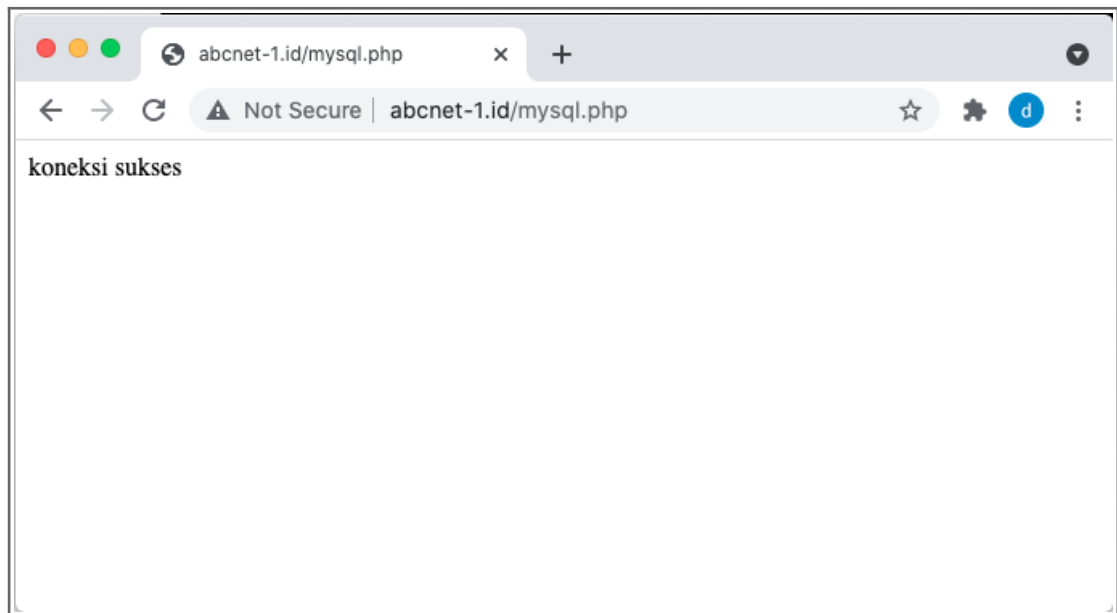 abcnet-1.id/mysql.php
Not Secure abcnet-1.id/mysql.php d
koneksi sukses